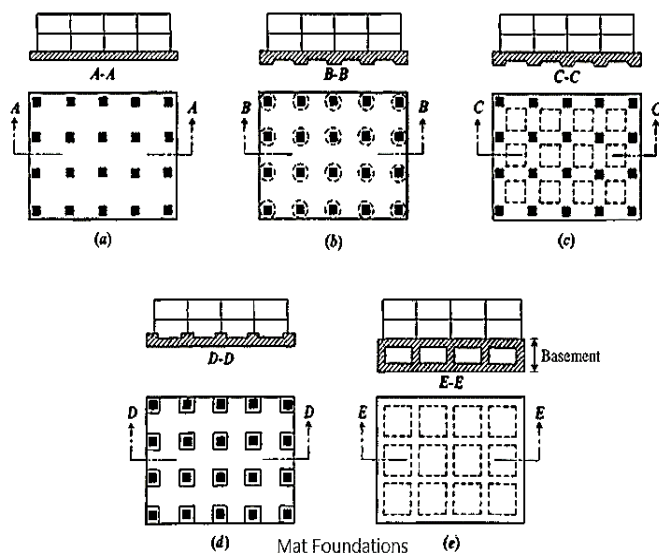 A-A
B-B
C-C
A A
B B
C C
(a)
(b)
(c)
D-D
Basement
E-E
D D
E E
(d)
(e)
Mat Foundations